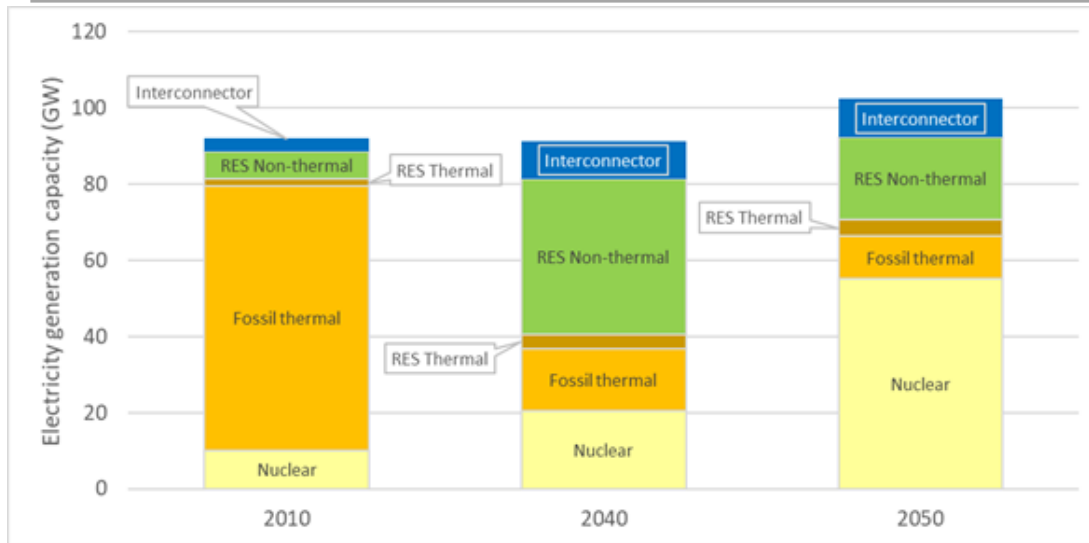 Electricity generation capacity (GW)
120
100
80
60
40
20
0
Interconnector
RES Non-thermal
RES Thermal
Fossil thermal
Nuclear
2010
Interconnector
RES Non-thermal
RES Thermal
Fossil thermal
Nuclear
2040
Interconnector
RES Non-thermal
RES Thermal
Fossil thermal
Nuclear
2050